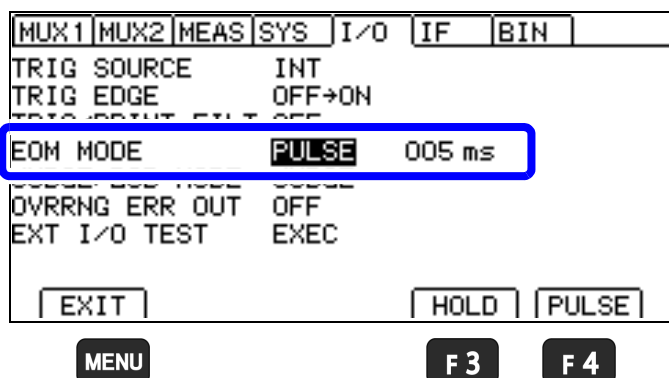 MUX1 MUX2 MEAS SYS I/O IF BIN
TRIG SOURCE INT
TRIG EDGE OFF→ON
EOM MODE PULSE 005 ms
OVRRNG ERR OUT OFF
EXT I/O TEST EXEC
EXIT HOLD PULSE
MENU F3 F4